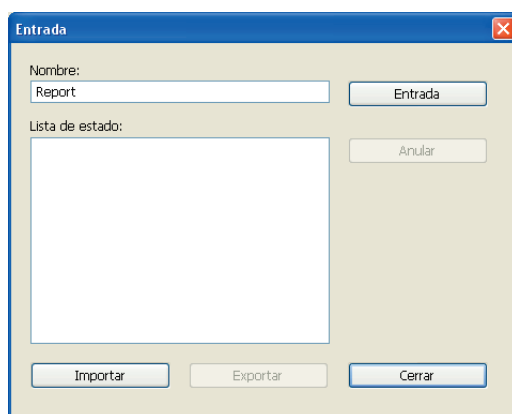 Entrada
Nombre:
Report
Entrada
Lista de estado:
Anular
Importar
Exportar
Cerrar